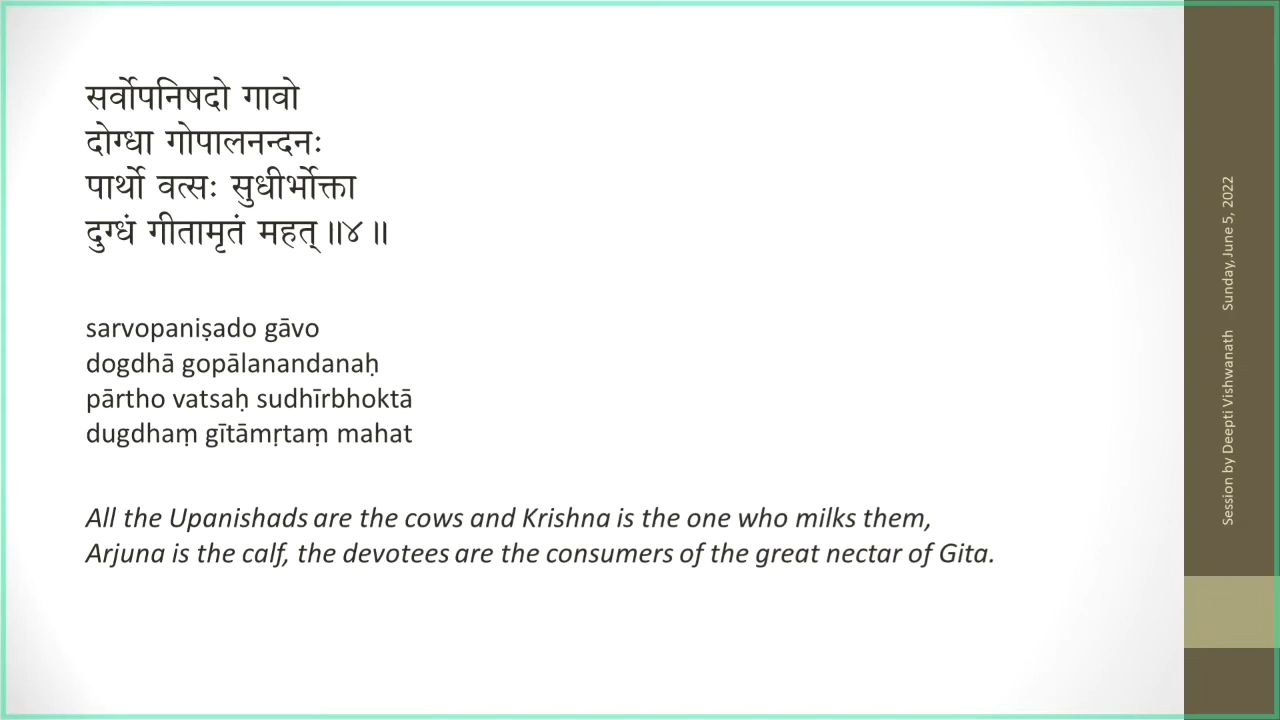 सर्वोपनिषदो गावो
दोग्धा गोपालनन्दनः
पार्थो वत्सः सुधीर्भोक्ता
दुग्धं गीतामृतं महत् ॥४॥
sarvopaniṣado gāvo
dogdhā gopālanandanaḥ
pārtho vatsaḥ sudhīrbhoktā
dugdhaṃ gītāmṛtaṃ mahat
All the Upanishads are the cows and Krishna is the one who milks them,
Arjuna is the calf, the devotees are the consumers of the great nectar of Gita.
Session by Deepti Vishwanath Sunday, June 5, 2022